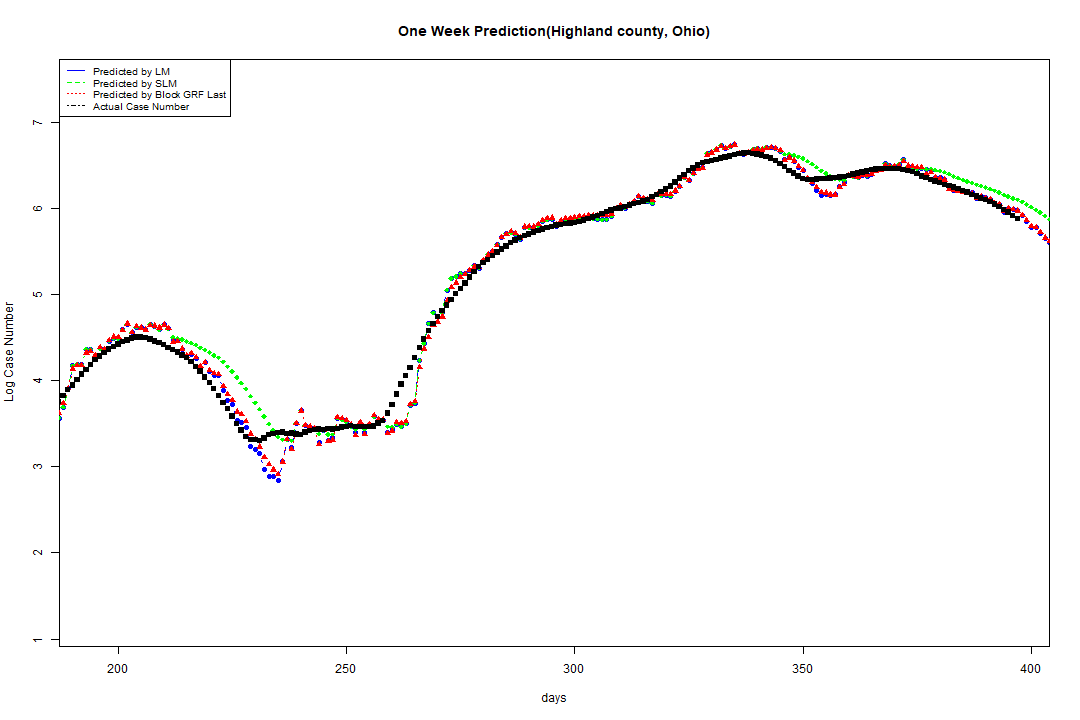 One Week Prediction(Highland county, Ohio)
Predicted by LM
Predicted by SLM
Predicted by Block GRF Last
Actual Case Number
Log Case Number
7
6
5
4
3
2
1
200 250 300 350 400
days